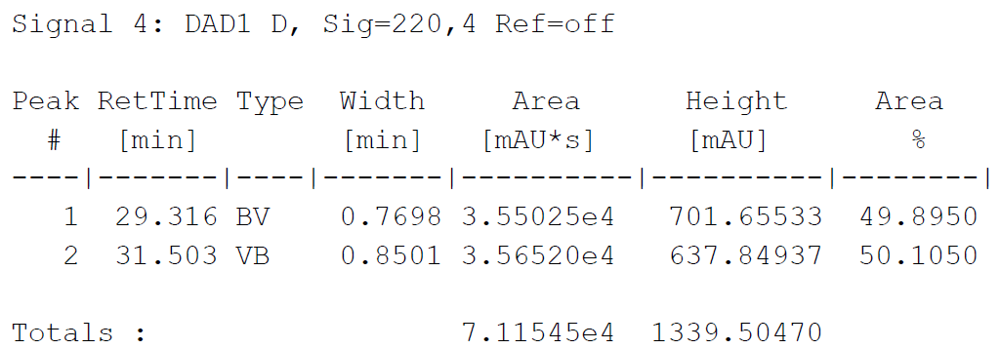 Signal 4: DAD1 D, Sig=220,4 Ref=off
Peak RetTime Type  Width     Area      Height     Area
  #   [min]        [min]   [mAU*s]     [mAU]        %
----|-------|----|-------|----------|----------|--------|
   1  29.316 BV    0.7698 3.55025e4   701.65533  49.8950
   2  31.503 VB    0.8501 3.56520e4   637.84937  50.1050
Totals :                  7.11545e4  1339.50470